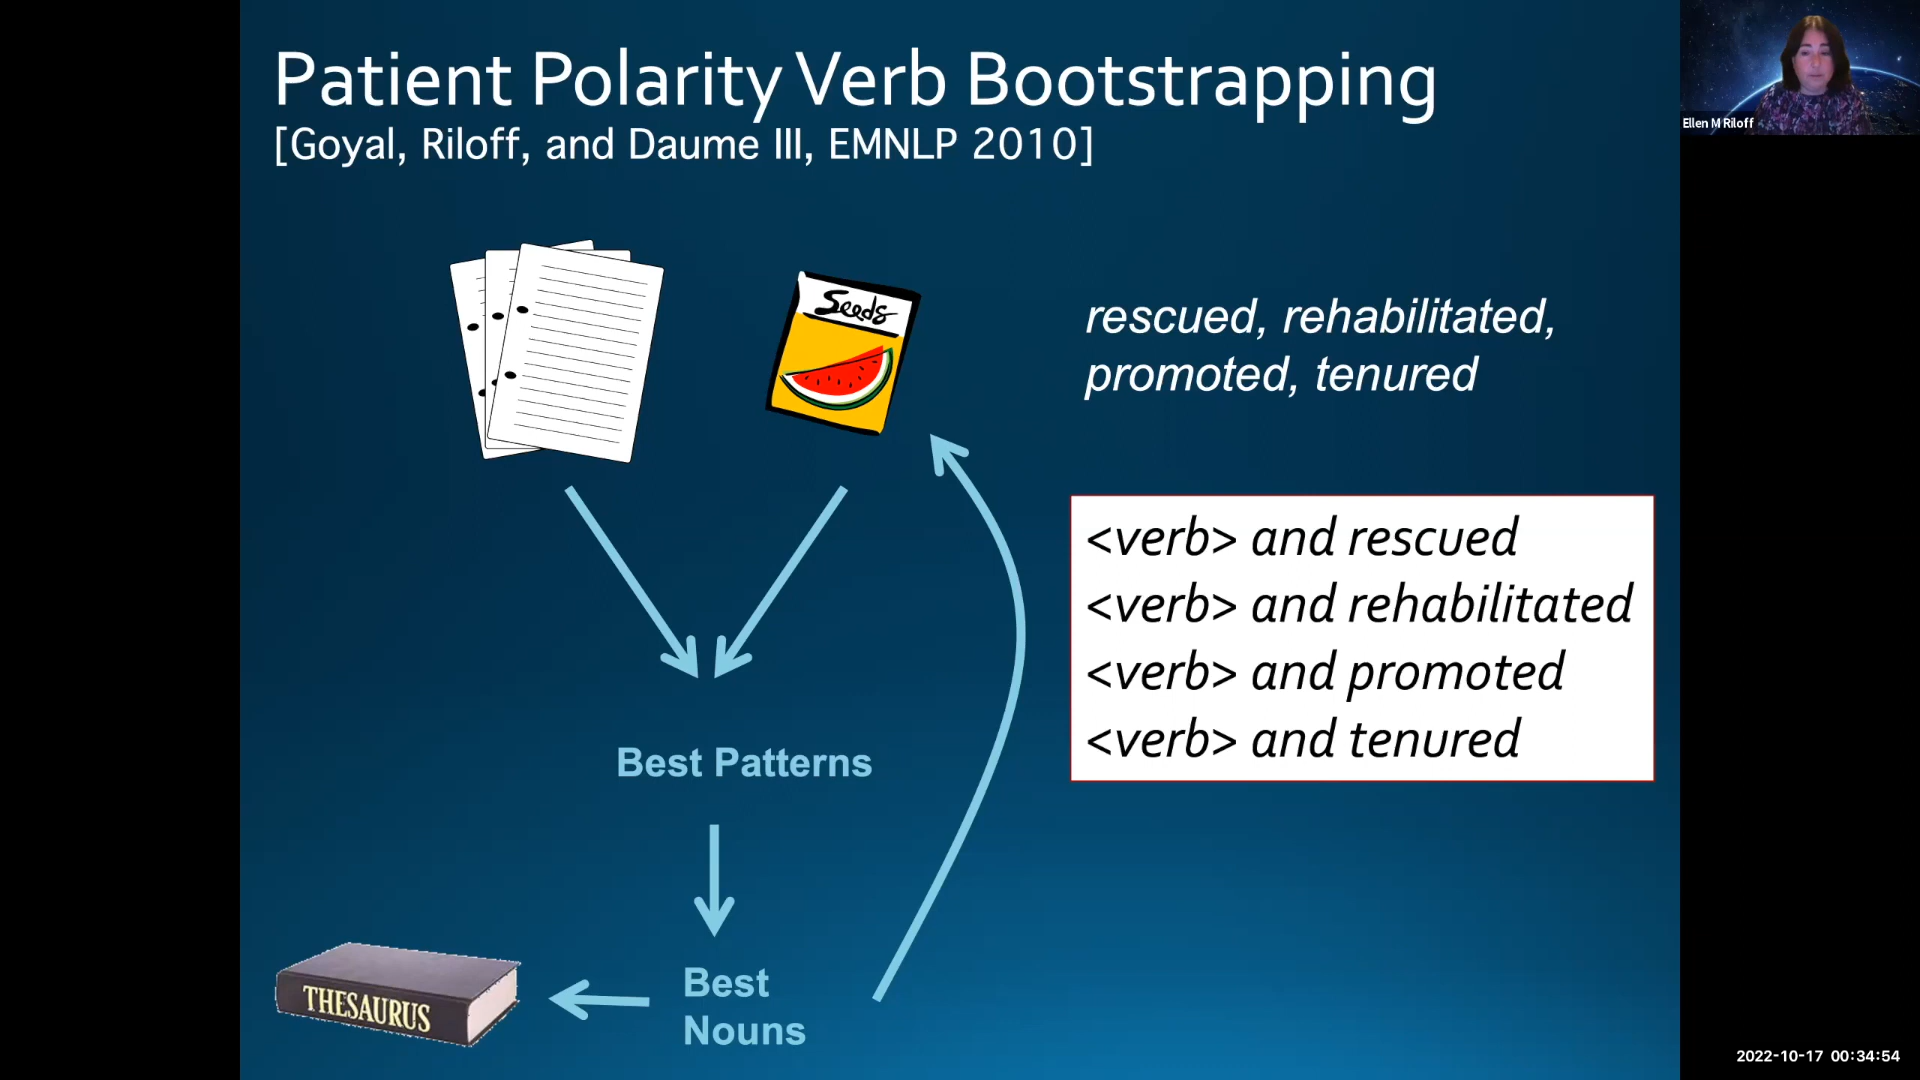 Patient Polarity Verb Bootstrapping
[Goyal, Riloff, and Daume III, EMNLP 2010]
Ellen M Riloff
Seeds
rescued, rehabilitated,
promoted, tenured
<verb> and rescued
<verb> and rehabilitated
<verb> and promoted
<verb> and tenured
Best Patterns
THESAURUS
Best
Nouns
2022-10-17 00:34:54